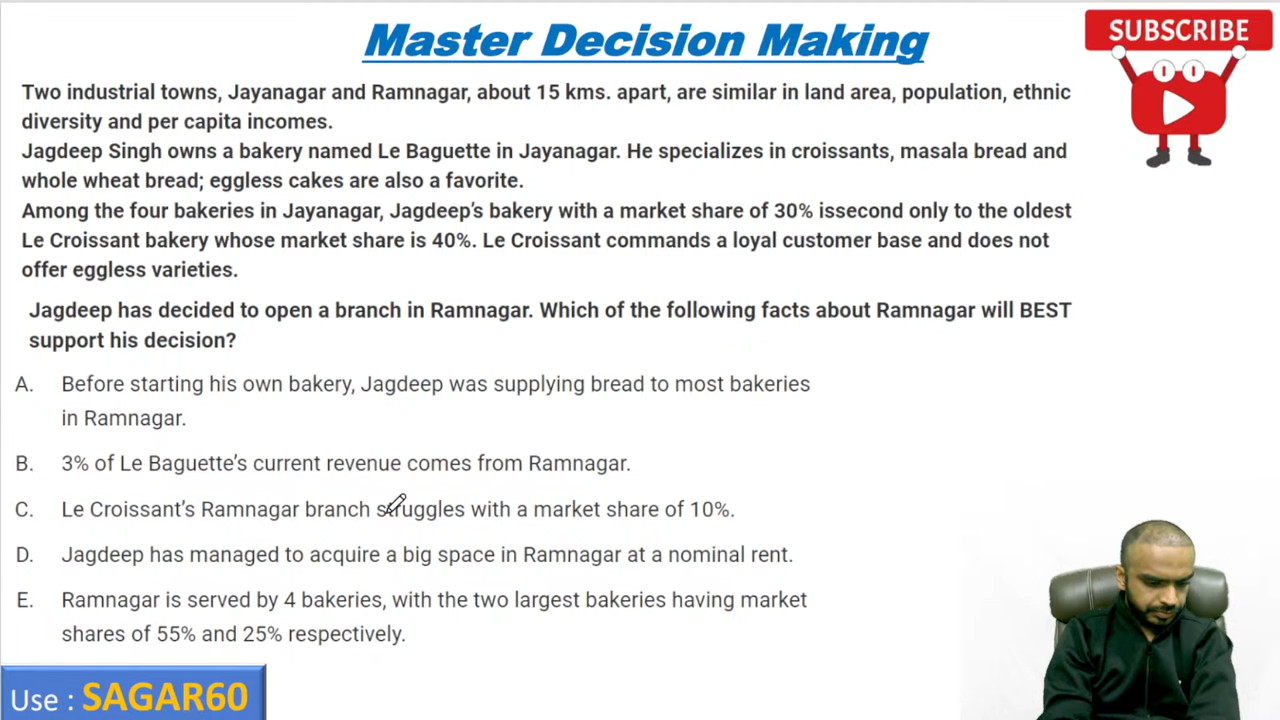 Master Decision Making
SUBSCRIBE
Two industrial towns, Jayanagar and Ramnagar, about 15 kms. apart, are similar in land area, population, ethnic
diversity and per capita incomes.
Jagdeep Singh owns a bakery named Le Baguette in Jayanagar. He specializes in croissants, masala bread and
whole wheat bread; eggless cakes are also a favorite.
Among the four bakeries in Jayanagar, Jagdeep's bakery with a market share of 30% issecond only to the oldest
Le Croissant bakery whose market share is 40%. Le Croissant commands a loyal customer base and does not
offer eggless varieties.
Jagdeep has decided to open a branch in Ramnagar. Which of the following facts about Ramnagar will BEST
support his decision?
A. Before starting his own bakery, Jagdeep was supplying bread to most bakeries
in Ramnagar.
B. 3% of Le Baguette's current revenue comes from Ramnagar.
C. Le Croissant's Ramnagar branch struggles with a market share of 10%.
D. Jagdeep has managed to acquire a big space in Ramnagar at a nominal rent.
E. Ramnagar is served by 4 bakeries, with the two largest bakeries having market
shares of 55% and 25% respectively.
Use : SAGAR60